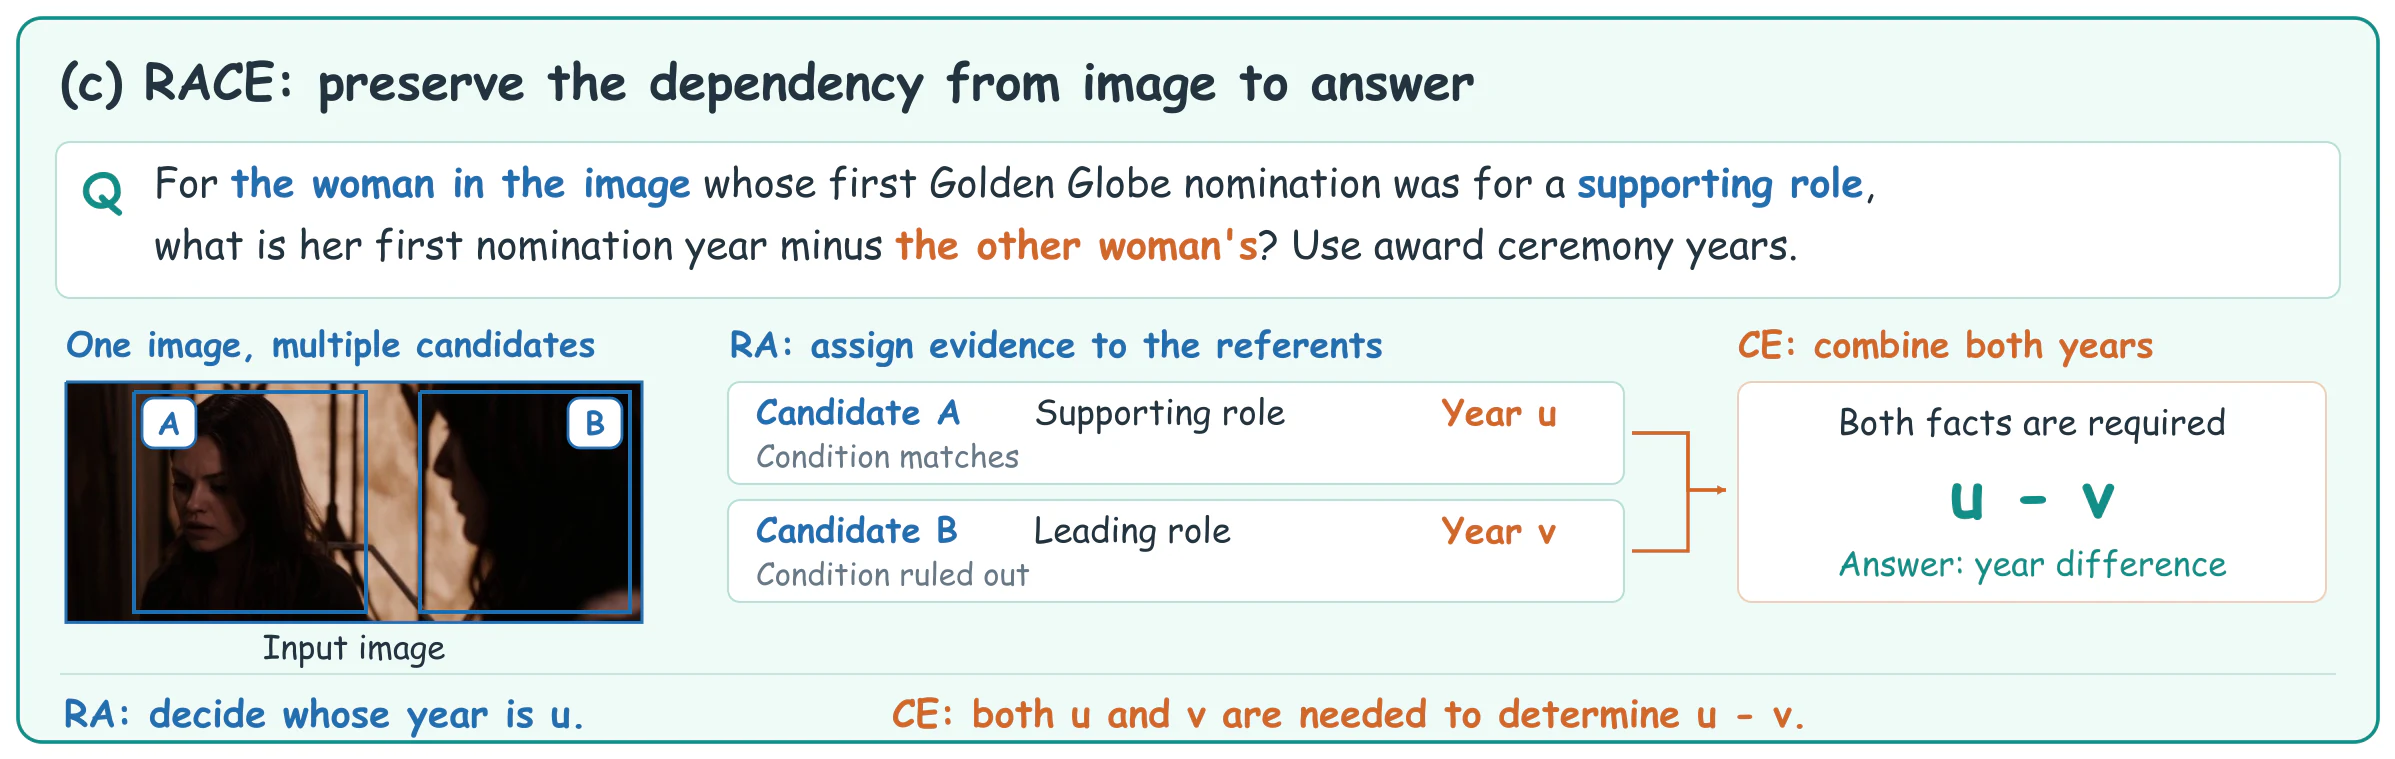 (c) RACE: preserve the dependency from image to answer
Q For the woman in the image whose first Golden Globe nomination was for a supporting role,
what is her first nomination year minus the other woman's? Use award ceremony years.
One image, multiple candidates
A
B
Input image
RA: assign evidence to the referents
Candidate A Supporting role Year u
Condition matches
Candidate B Leading role Year v
Condition ruled out
CE: combine both years
Both facts are required
u - v
Answer: year difference
RA: decide whose year is u.
CE: both u and v are needed to determine u - v.